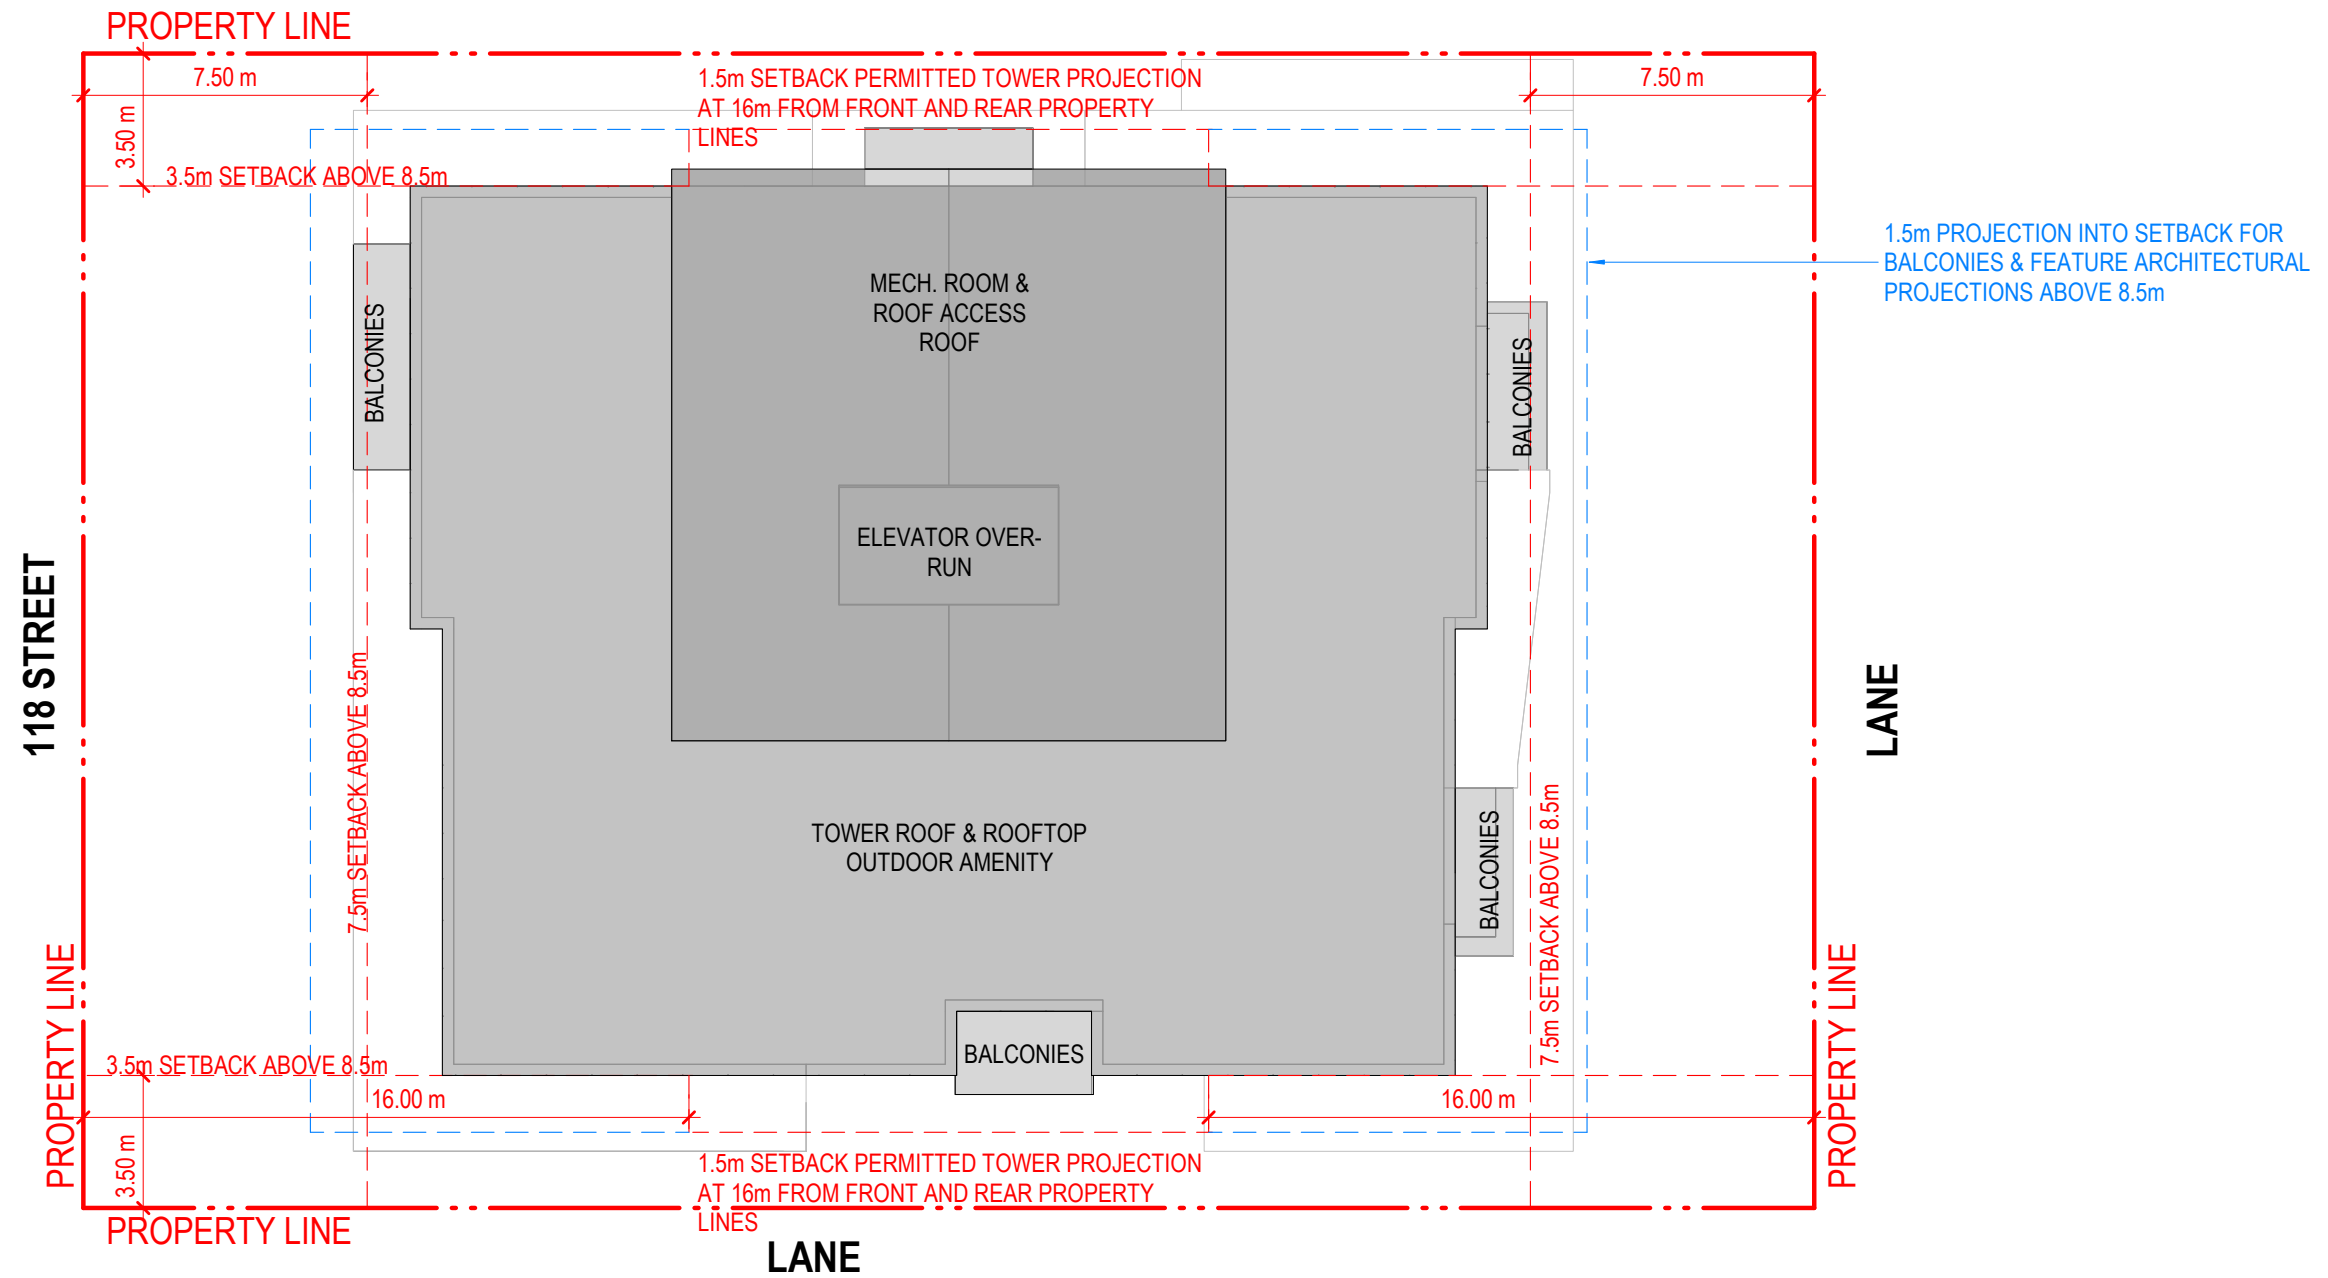 PROPERTY LINE
7.50 m
1.5m SETBACK PERMITTED TOWER PROJECTION
AT 16m FROM FRONT AND REAR PROPERTY
LINES
7.50 m
3.50 m
3.5m SETBACK ABOVE 8.5m
1.5m PROJECTION INTO SETBACK FOR
BALCONIES & FEATURE ARCHITECTURAL
PROJECTIONS ABOVE 8.5m
MECH. ROOM &
ROOF ACCESS
ROOF
BALCONIES
BALCONIES
ELEVATOR OVER-
RUN
118 STREET
LANE
7.5m SETBACK ABOVE 8.5m
TOWER ROOF & ROOFTOP
OUTDOOR AMENITY
BALCONIES
7.5m SETBACK ABOVE 8.5m
PROPERTY LINE
PROPERTY LINE
BALCONIES
3.5m SETBACK ABOVE 8.5m
16.00 m
16.00 m
3.50 m
1.5m SETBACK PERMITTED TOWER PROJECTION
AT 16m FROM FRONT AND REAR PROPERTY
LINES
PROPERTY LINE
LANE